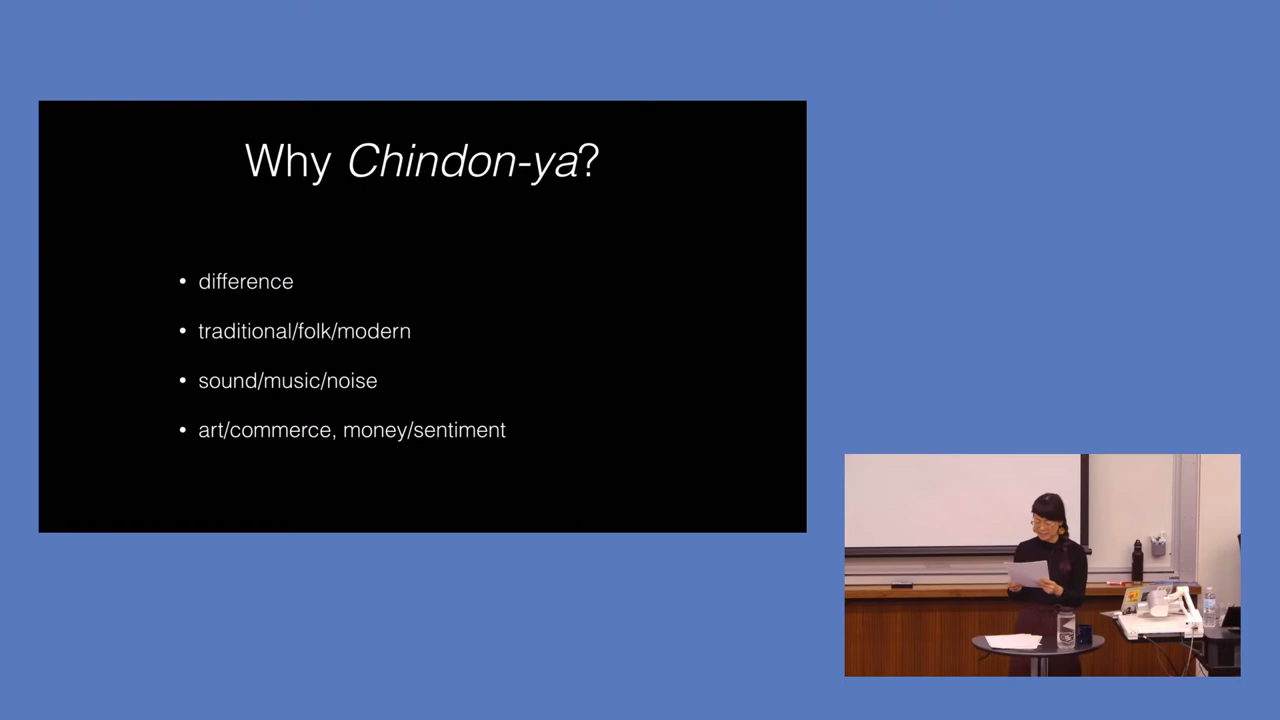 Why Chindon-ya?
• difference
• traditional/folk/modern
• sound/music/noise
• art/commerce, money/sentiment